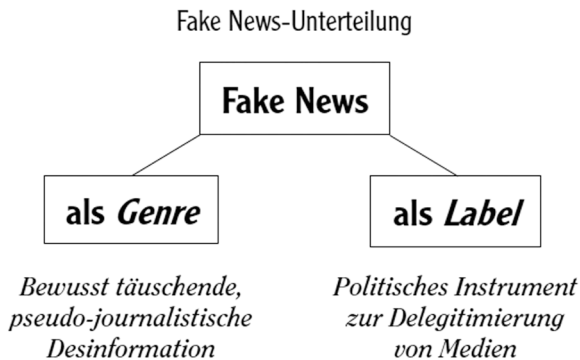 Fake News-Unterteilung
Fake News
als Genre
als Label
Bewusst täuschende,
pseudo-journalistische
Desinformation
Politisches Instrument
zur Delegitimierung
von Medien